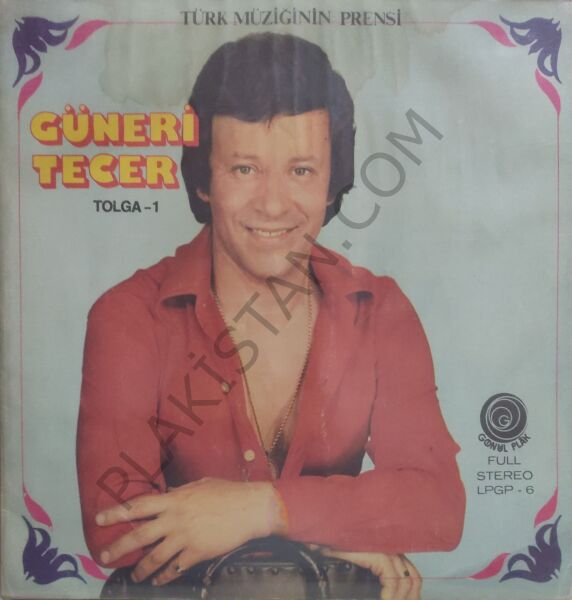 TÜRK MÜZİĞİNİN PRENSİ
GÜNERİ
TECER
TOLGA-1
PLAKİSTAN.COM
G
GÖNÜL PLAK
FULL
STEREO
LPGP - 6